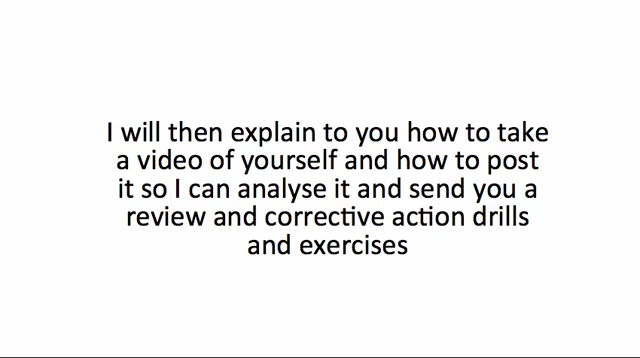 I will then explain to you how to take
a video of yourself and how to post
it so I can analyse it and send you a
review and corrective action drills
and exercises